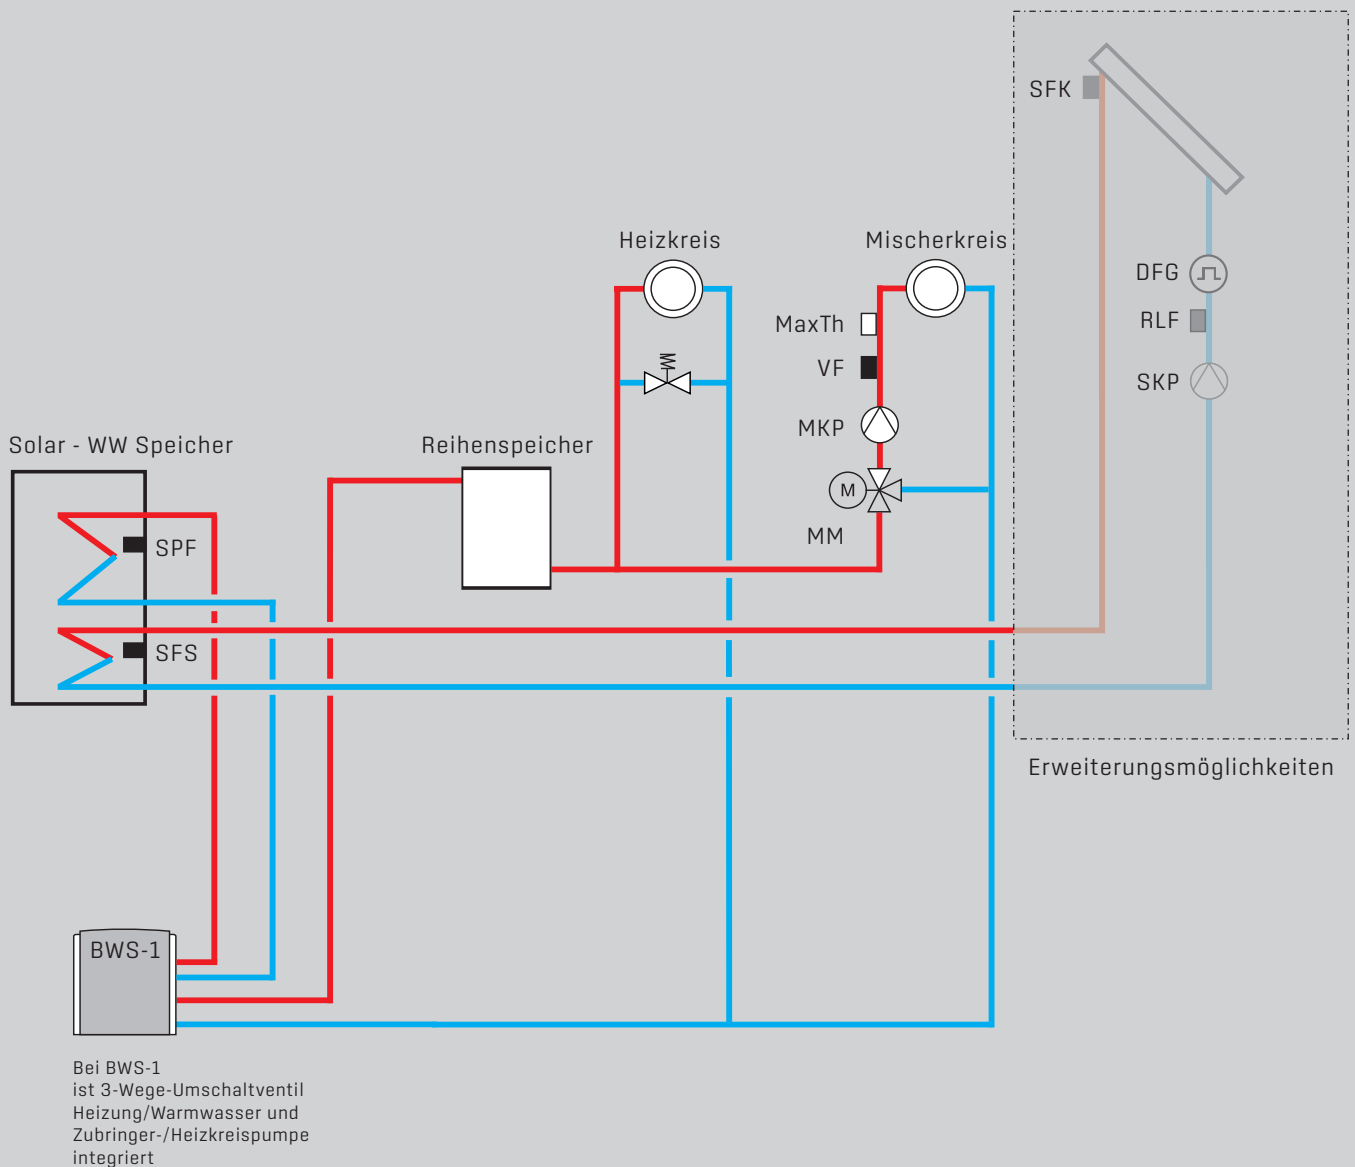 SFK
Heizkreis
Mischerkreis
DFG
MaxTh
RLF
VF
SKP
MKP
Solar - WW Speicher
Reihenspeicher
M
MM
SPF
SFS
Erweiterungsmöglichkeiten
BWS-1
Bei BWS-1
ist 3-Wege-Umschaltventil
Heizung/Warmwasser und
Zubringer-/Heizkreispumpe
integriert